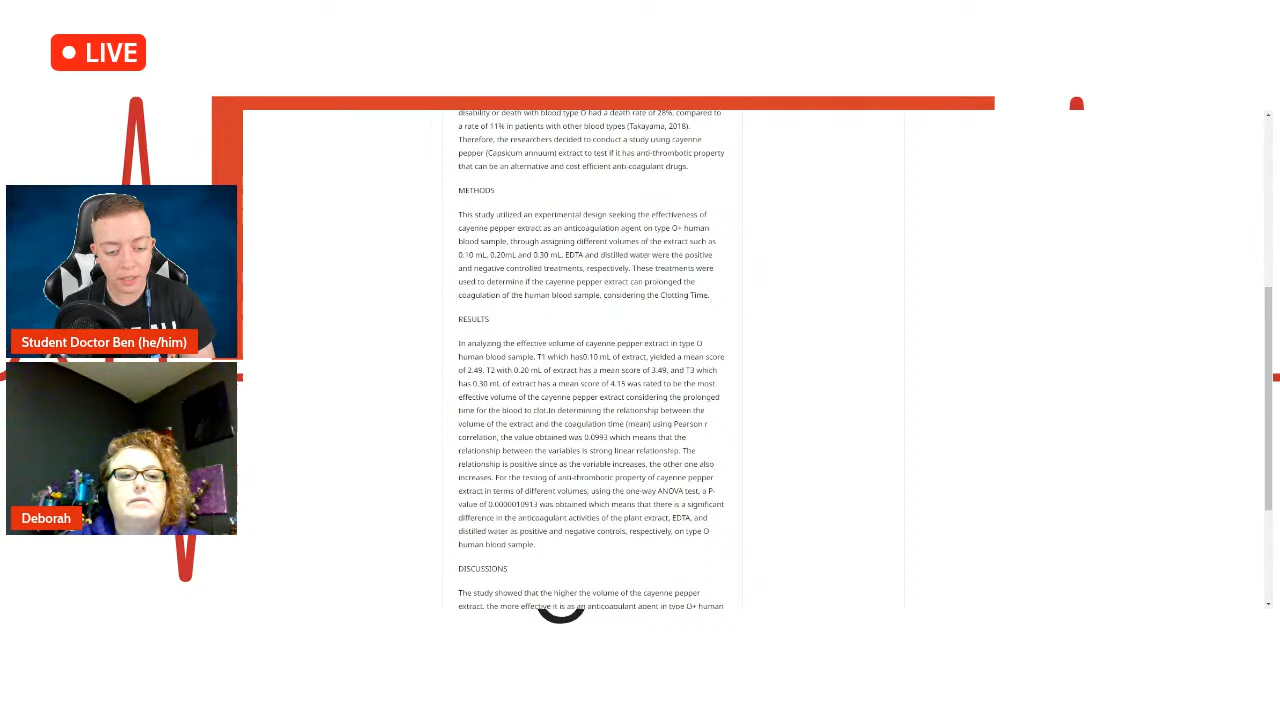 LIVE
disability or death with blood type O had a death rate of 28%, compared to
a rate of 11% in patients with other blood types (Takayama, 2018).
Therefore, the researchers decided to conduct a study using cayenne
pepper (Capsicum annuum) extract to test if it has anti-thrombotic property
that can be an alternative and cost efficient anti-coagulant drugs.
METHODS
This study utilized an experimental design seeking the effectiveness of
cayenne pepper extract as an anticoagulation agent on type O+ human
blood sample, through assigning different volumes of the extract such as
0.10 mL, 0.20mL and 0.30 mL, EDTA and distilled water were the positive
and negative controlled treatments, respectively. These treatments were
used to determine if the cayenne pepper extract can prolonged the
coagulation of the human blood sample, considering the Clotting Time.
RESULTS
In analyzing the effective volume of cayenne pepper extract in type O
human blood sample. T1 which has0.10 mL of extract, yielded a mean score
of 2.49, T2 with 0.20 mL of extract has a mean score of 3.49, and T3 which
has 0.30 mL of extract has a mean score of 4.15 was rated to be the most
effective volume of the cayenne pepper extract considering the prolonged
time for the blood to clot.In determining the relationship between the
volume of the extract and the coagulation time (mean) using Pearson r
correlation, the value obtained was 0.0993 which means that the
relationship between the variables is strong linear relationship. The
relationship is positive since as the variable increases, the other one also
increases. For the testing of anti-thrombotic property of cayenne pepper
extract in terms of different volumes, using the one-way ANOVA test, a P-
value of 0.0000010913 was obtained which means that there is a significant
difference in the anticoagulant activities of the plant extract, EDTA, and
distilled water as positive and negative controls, respectively, on type O
human blood sample.
DISCUSSIONS
The study showed that the higher the volume of the cayenne pepper
extract, the more effective it is as an anticoagulant agent in type O+ human
Student Doctor Ben (he/him)
Deborah